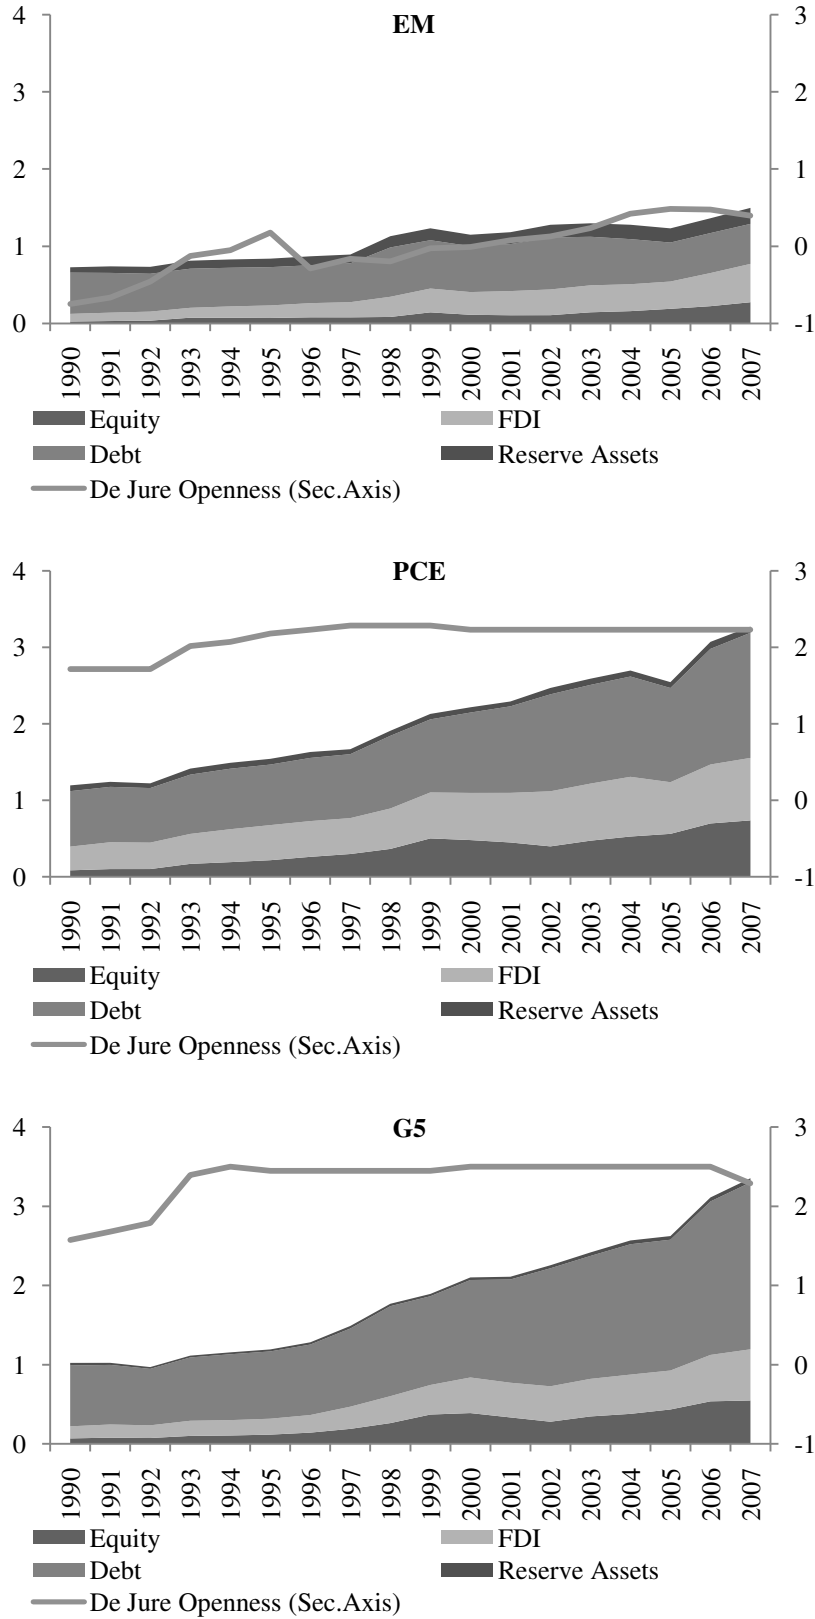 EM
4 3
3 2
2 1
1 0
0 -1
1990 1991 1992 1993 1994 1995 1996 1997 1998 1999 2000 2001 2002 2003 2004 2005 2006 2007
Equity FDI
Debt Reserve Assets
De Jure Openness (Sec.Axis)
PCE
4 3
3 2
2 1
1 0
0 -1
1990 1991 1992 1993 1994 1995 1996 1997 1998 1999 2000 2001 2002 2003 2004 2005 2006 2007
Equity FDI
Debt Reserve Assets
De Jure Openness (Sec.Axis)
G5
4 3
3 2
2 1
1 0
0 -1
1990 1991 1992 1993 1994 1995 1996 1997 1998 1999 2000 2001 2002 2003 2004 2005 2006 2007
Equity FDI
Debt Reserve Assets
De Jure Openness (Sec.Axis)